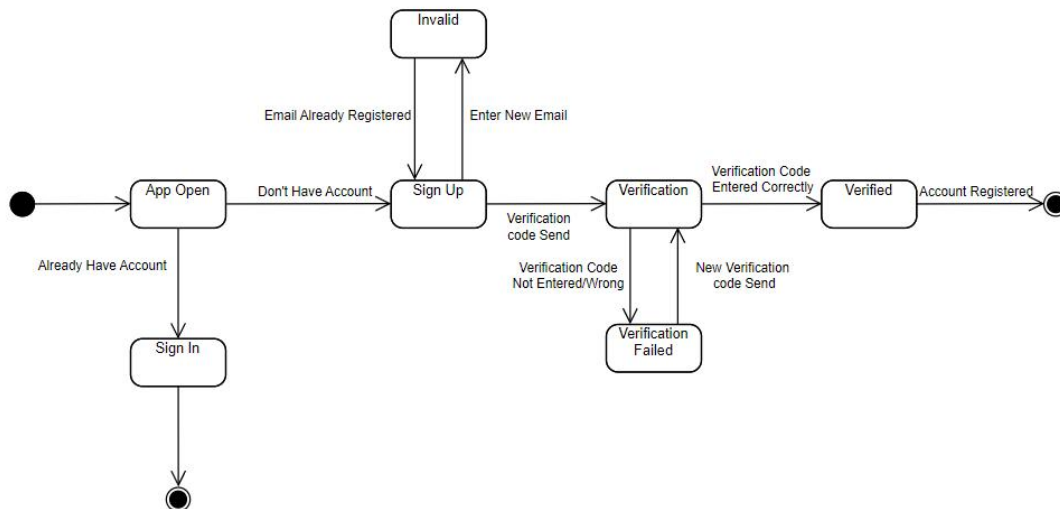 Invalid
Email Already Registered
Enter New Email
App Open
Don't Have Account
Sign Up
Verification
code Send
Verification
Verification Code
Entered Correctly
Verified
Account Registered
Already Have Account
Verification Code
Not Entered/Wrong
New Verification
code Send
Sign In
Verification
Failed